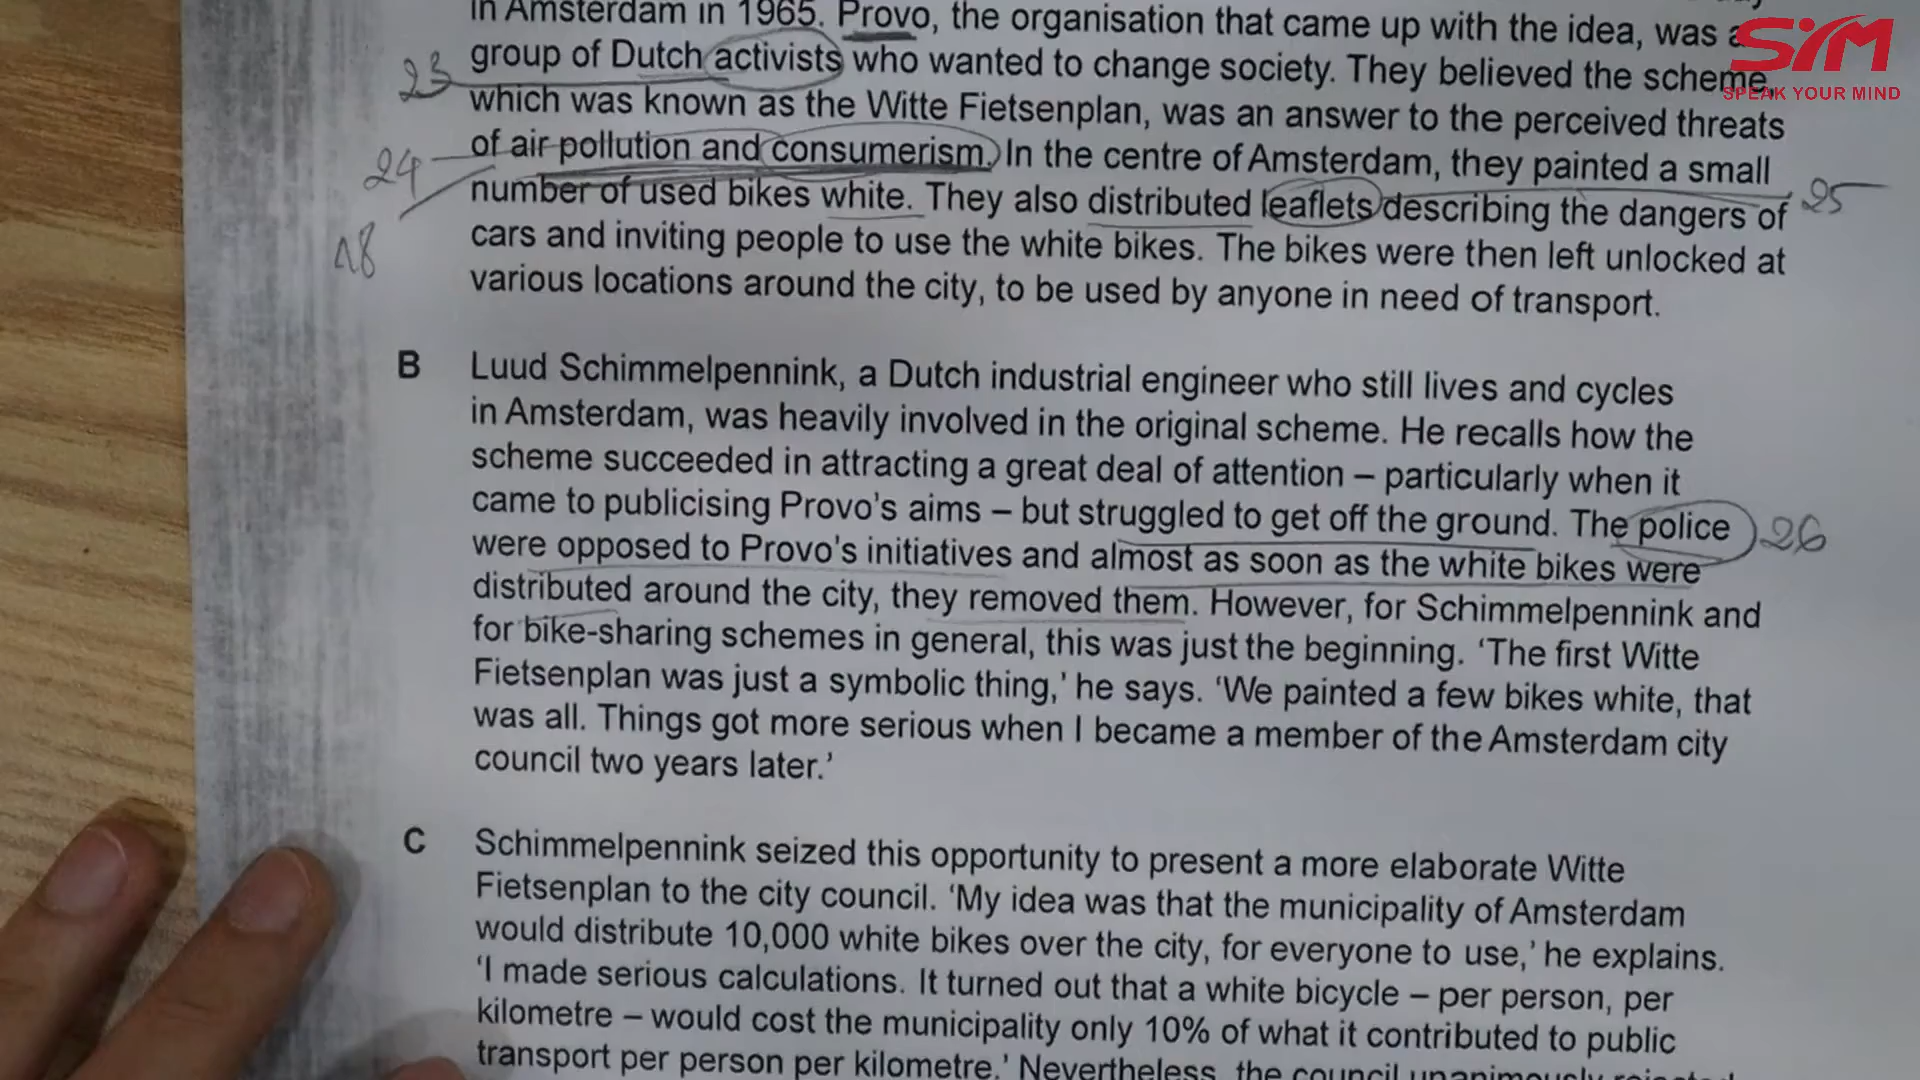 in Amsterdam in 1965. Provo, the organisation that came up with the idea, was a
group of Dutch activists who wanted to change society. They believed the scheme,
which was known as the Witte Fietsenplan, was an answer to the perceived threats
of air pollution and consumerism. In the centre of Amsterdam, they painted a small
number of used bikes white. They also distributed leaflets describing the dangers of
cars and inviting people to use the white bikes. The bikes were then left unlocked at
various locations around the city, to be used by anyone in need of transport.
23
24
18
25
B Luud Schimmelpennink, a Dutch industrial engineer who still lives and cycles
in Amsterdam, was heavily involved in the original scheme. He recalls how the
scheme succeeded in attracting a great deal of attention – particularly when it
came to publicising Provo's aims – but struggled to get off the ground. The police
were opposed to Provo's initiatives and almost as soon as the white bikes were
distributed around the city, they removed them. However, for Schimmelpennink and
for bike-sharing schemes in general, this was just the beginning. 'The first Witte
Fietsenplan was just a symbolic thing,' he says. 'We painted a few bikes white, that
was all. Things got more serious when I became a member of the Amsterdam city
council two years later.'
26
C Schimmelpennink seized this opportunity to present a more elaborate Witte
Fietsenplan to the city council. 'My idea was that the municipality of Amsterdam
would distribute 10,000 white bikes over the city, for everyone to use,' he explains.
'I made serious calculations. It turned out that a white bicycle – per person, per
kilometre – would cost the municipality only 10% of what it contributed to public
transport per person per kilometre.' Nevertheless, the council unanimously rejected
SIM
SPEAK YOUR MIND